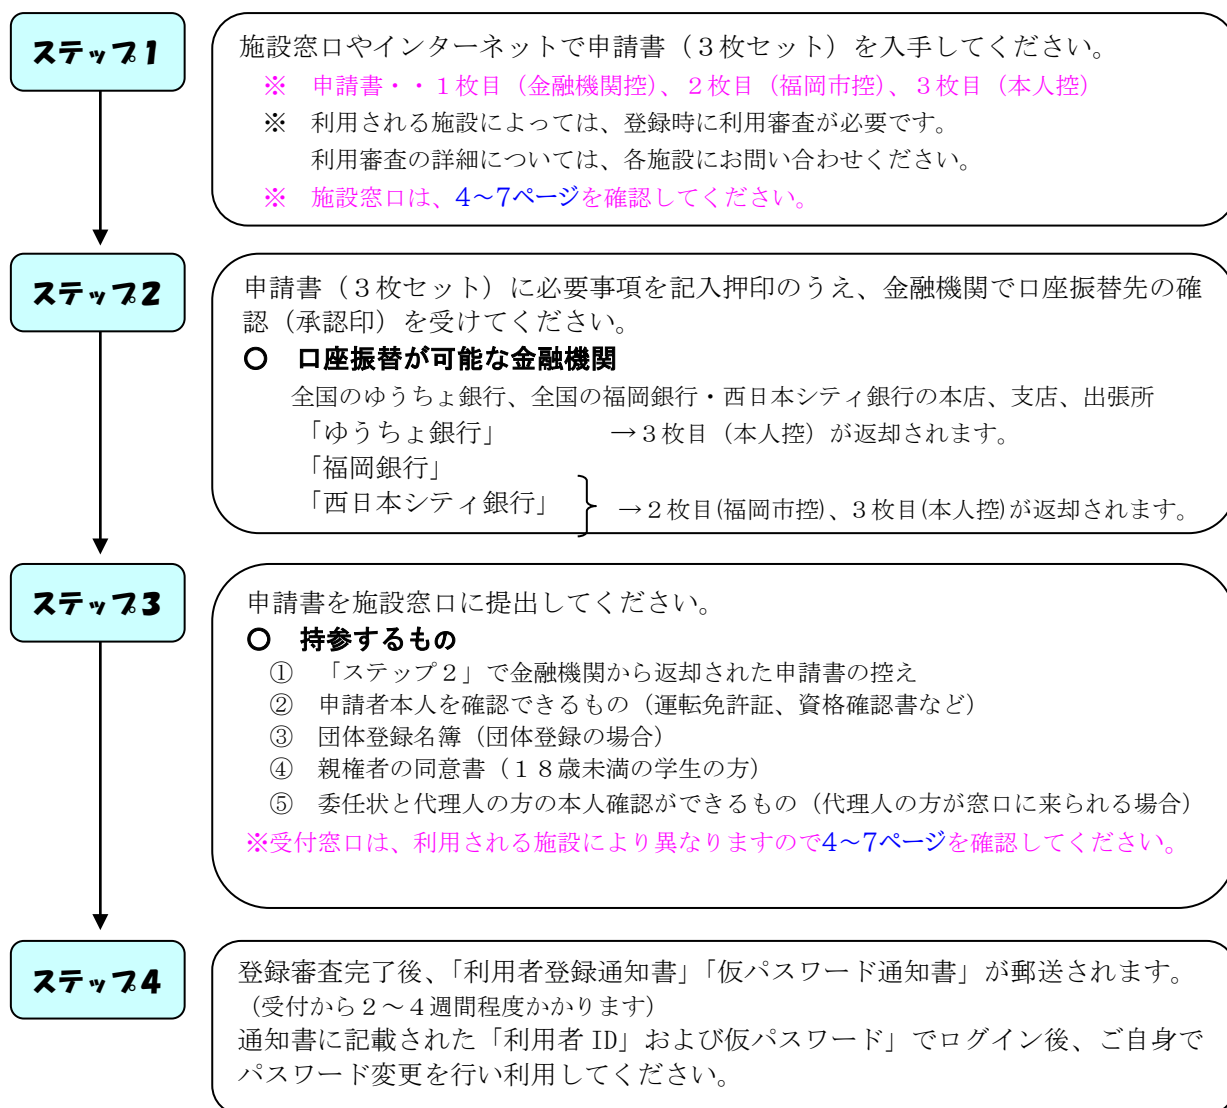 ステップ1
施設窓口やインターネットで申請書（３枚セット）を入手してください。
※　申請書・・１枚目（金融機関控）、２枚目（福岡市控）、３枚目（本人控）
※　利用される施設によっては、登録時に利用審査が必要です。
利用審査の詳細については、各施設にお問い合わせください。
※　施設窓口は、4～7ページを確認してください。
ステップ2
申請書（３枚セット）に必要事項を記入押印のうえ、金融機関で口座振替先の確
認（承認印）を受けてください。
○　口座振替が可能な金融機関
全国のゆうちょ銀行、全国の福岡銀行・西日本シティ銀行の本店、支店、出張所
「ゆうちょ銀行」　→３枚目（本人控）が返却されます。
「福岡銀行」
「西日本シティ銀行」　→２枚目(福岡市控)、３枚目(本人控)が返却されます。
ステップ3
申請書を施設窓口に提出してください。
○　持参するもの
①　「ステップ２」で金融機関から返却された申請書の控え
②　申請者本人を確認できるもの（運転免許証、資格確認書など）
③　団体登録名簿（団体登録の場合）
④　親権者の同意書（１８歳未満の学生の方）
⑤　委任状と代理人の方の本人確認ができるもの（代理人の方が窓口に来られる場合）
※受付窓口は、利用される施設により異なりますので4～7ページを確認してください。
ステップ4
登録審査完了後、「利用者登録通知書」「仮パスワード通知書」が郵送されます。
（受付から２～４週間程度かかります）
通知書に記載された「利用者 ID」および仮パスワード」でログイン後、ご自身で
パスワード変更を行い利用してください。